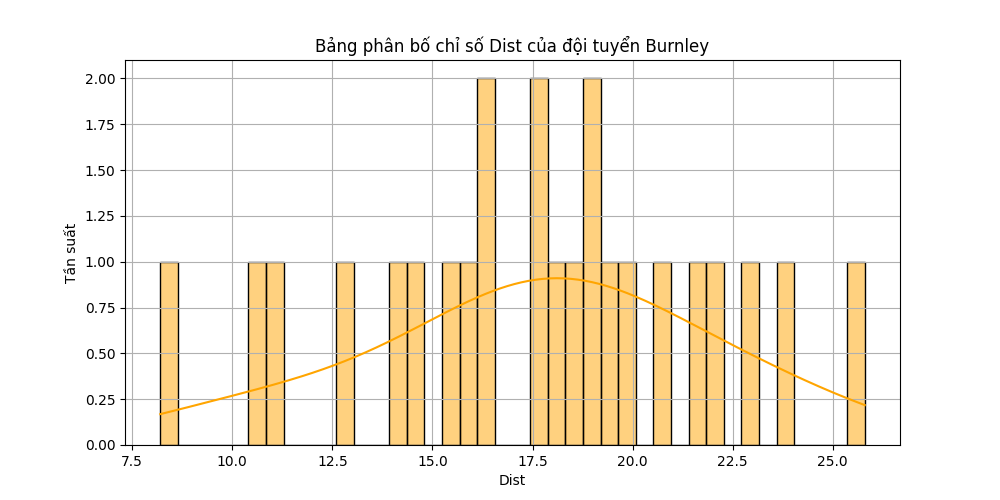 Bảng phân bố chỉ số Dist của đội tuyển Burnley
2.00
1.75
1.50
1.25
1.00
0.75
0.50
0.25
0.00
Tần suất
7.5 10.0 12.5 15.0 17.5 20.0 22.5 25.0
Dist